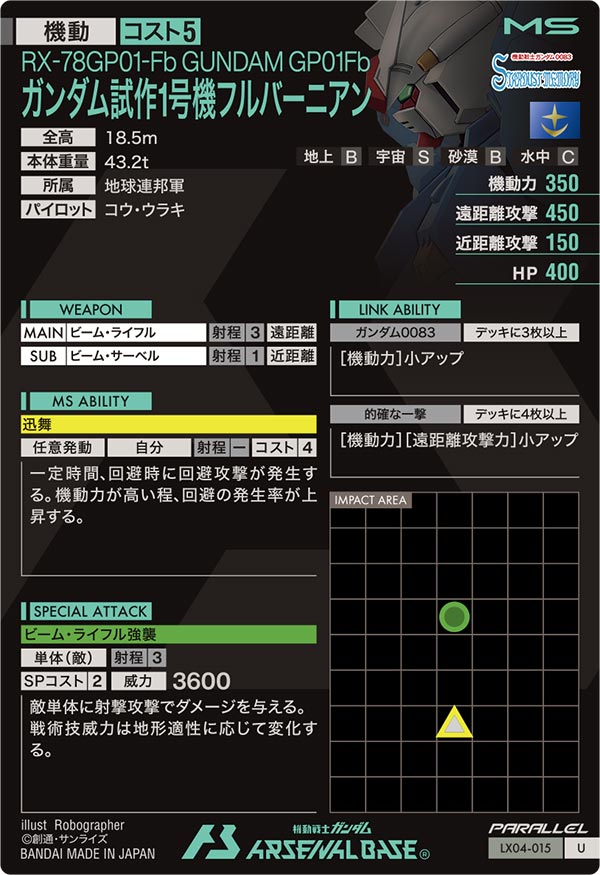 機動 コスト5 MS
機動戦士ガンダム0083
STARDUST MEMORY
RX-78GP01-Fb GUNDAM GP01Fb
ガンダム試作1号機フルバーニアン
全高 18.5m
本体重量 43.2t
所属 地球連邦軍
パイロット コウ・ウラキ
地上 B 宇宙 S 砂漠 B 水中 C
機動力 350
遠距離攻撃 450
近距離攻撃 150
HP 400
WEAPON
MAIN ビーム・ライフル 射程 3 遠距離
SUB ビーム・サーベル 射程 1 近距離
MS ABILITY
迅舞
任意発動 自分 射程 ー コスト 4
一定時間、回避時に回避攻撃が発生す
る。機動力が高い程、回避の発生率が上
昇する。
SPECIAL ATTACK
ビーム・ライフル強襲
単体(敵) 射程 3
SPコスト 2 威力 3600
敵単体に射撃攻撃でダメージを与える。
戦術技威力は地形適性に応じて変化す
る。
LINK ABILITY
ガンダム0083 デッキに3枚以上
[機動力]小アップ
的確な一撃 デッキに4枚以上
[機動力][遠距離攻撃力]小アップ
IMPACT AREA
illust Robographer
©創通・サンライズ
BANDAI MADE IN JAPAN
機動戦士ガンダム
ARSENAL BASE®
PARALLEL
LX04-015 U